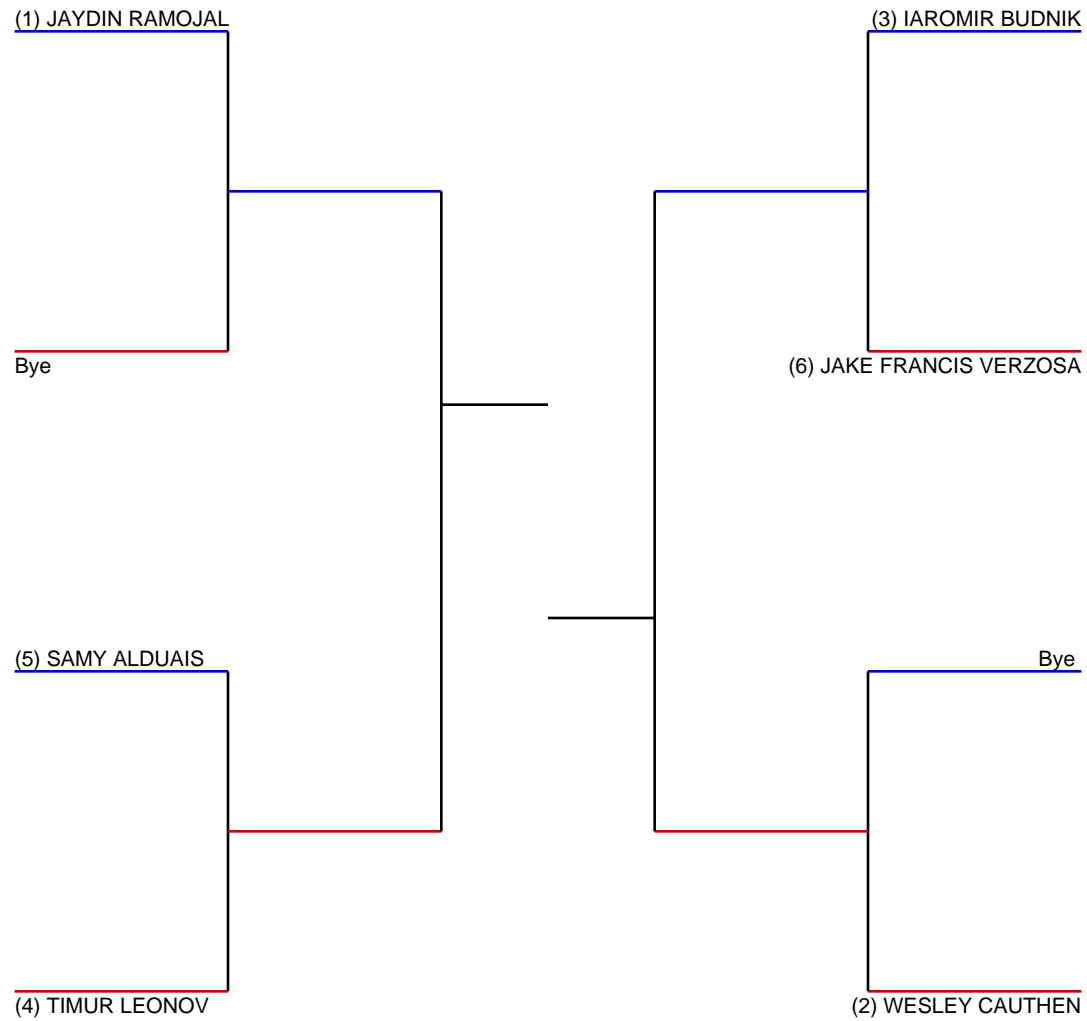 (1) JAYDIN RAMOJAL
(3) IAROMIR BUDNIK
Bye
(6) JAKE FRANCIS VERZOSA
(5) SAMY ALDUAIS
Bye
(4) TIMUR LEONOV
(2) WESLEY CAUTHEN